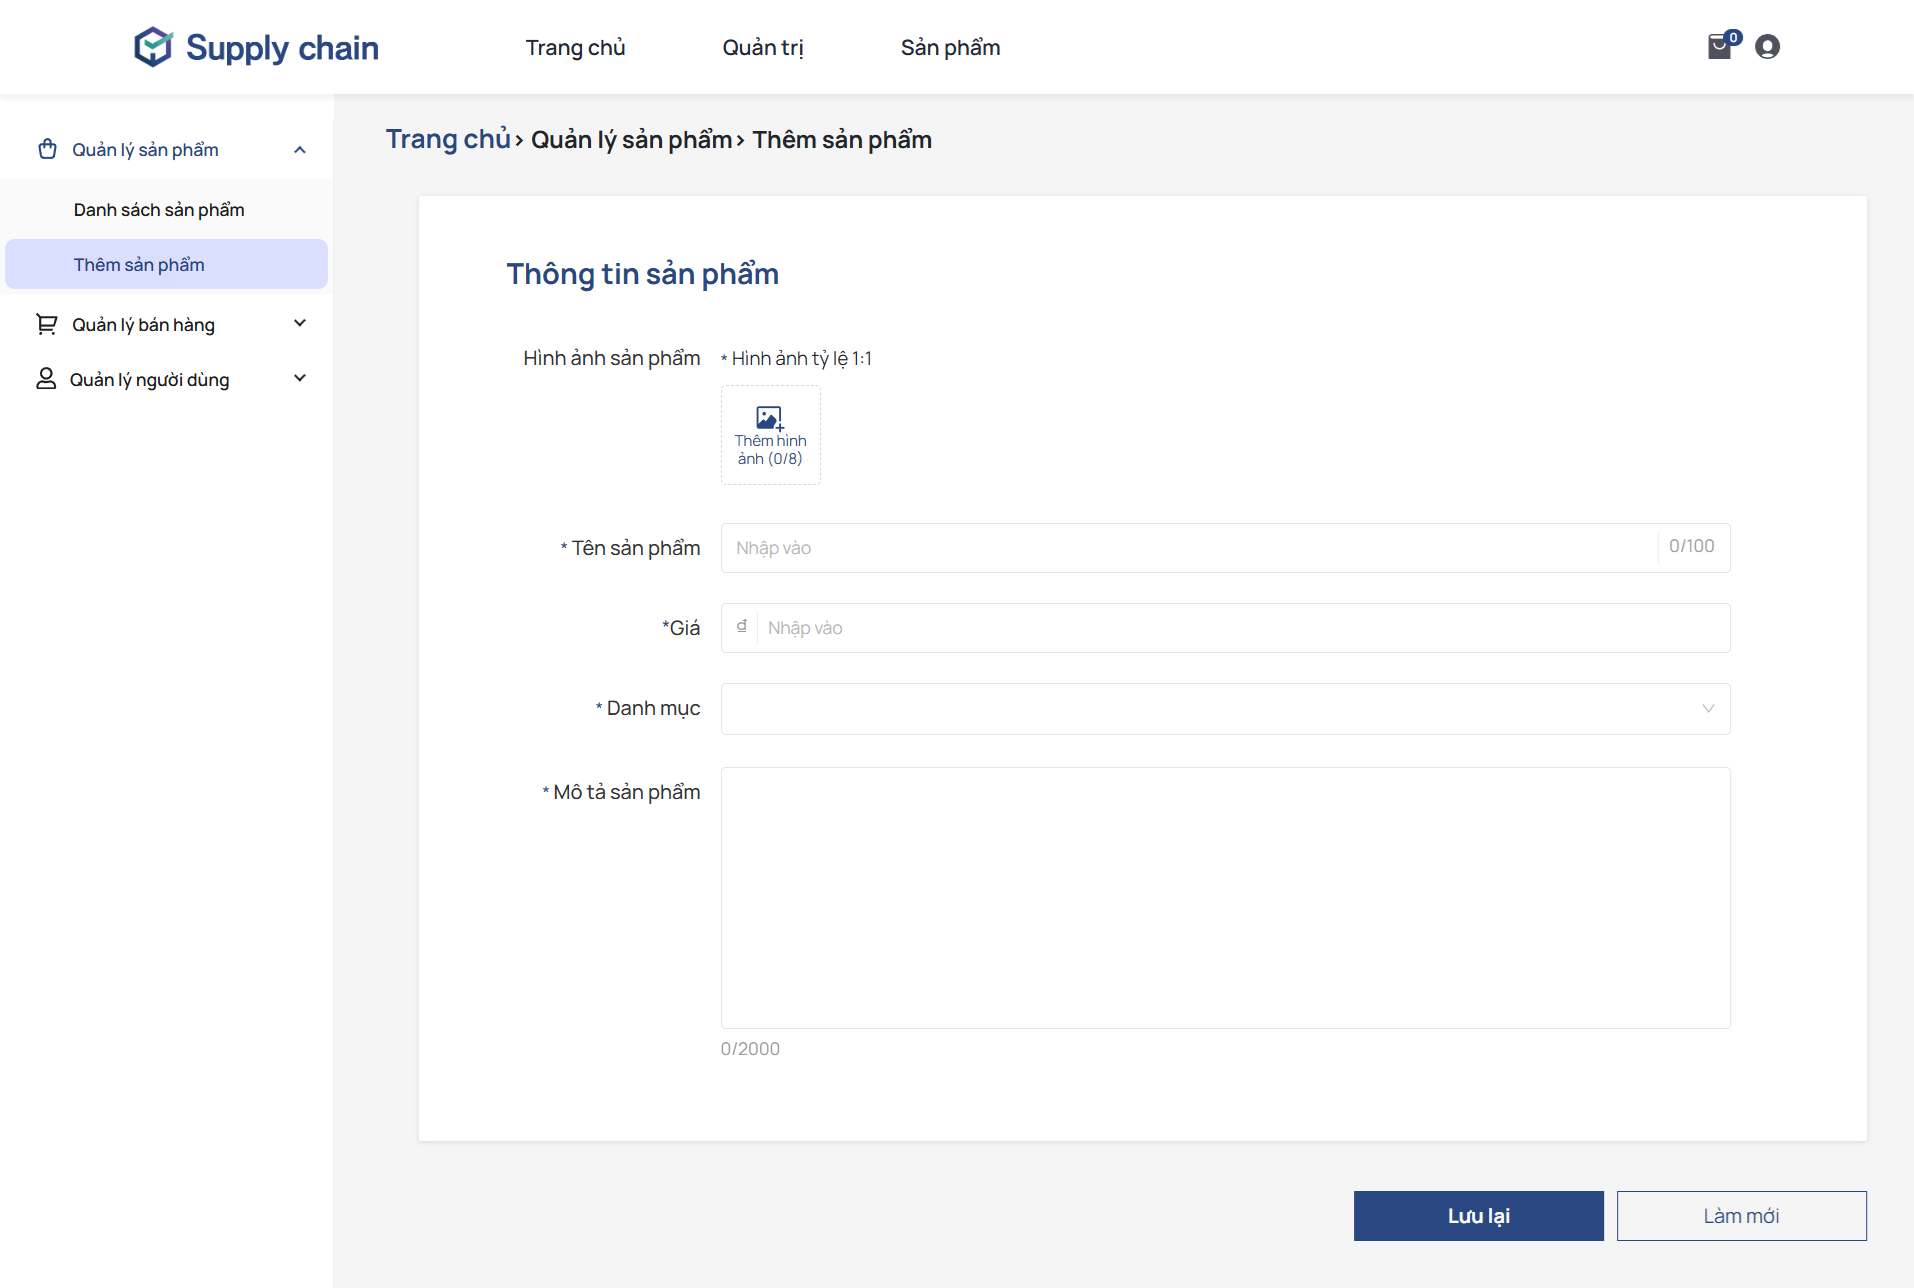 Supply chain
Trang chủ
Quản trị
Sản phẩm
0
Quản lý sản phẩm
Danh sách sản phẩm
Thêm sản phẩm
Quản lý bán hàng
Quản lý người dùng
Trang chủ › Quản lý sản phẩm › Thêm sản phẩm
Thông tin sản phẩm
Hình ảnh sản phẩm
* Hình ảnh tỷ lệ 1:1
Thêm hình
ảnh (0/8)
* Tên sản phẩm
Nhập vào
0/100
*Giá
₫
Nhập vào
* Danh mục
* Mô tả sản phẩm
0/2000
Lưu lại
Làm mới